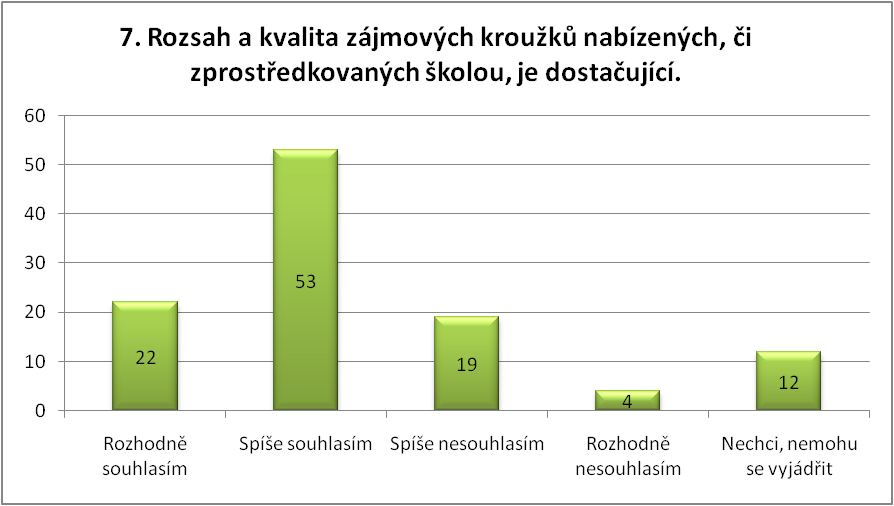 7. Rozsah a kvalita zájmových kroužků nabízených, či
zprostředkovaných školou, je dostačující.
60
50
40
30
20
10
0
22
53
19
4
12
Rozhodně
souhlasím
Spíše souhlasím
Spíše nesouhlasím
Rozhodně
nesouhlasím
Nechci, nemohu
se vyjádřit